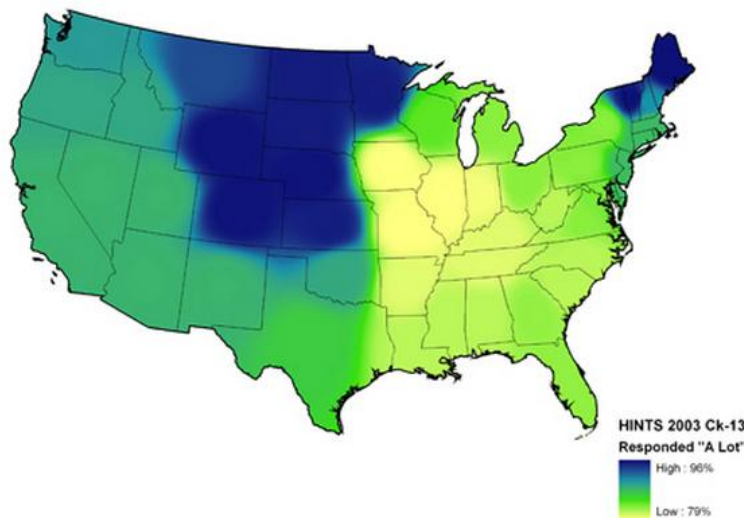 HINTS 2003 Ck-13
Responded "A Lot"
High : 96%
Low : 79%